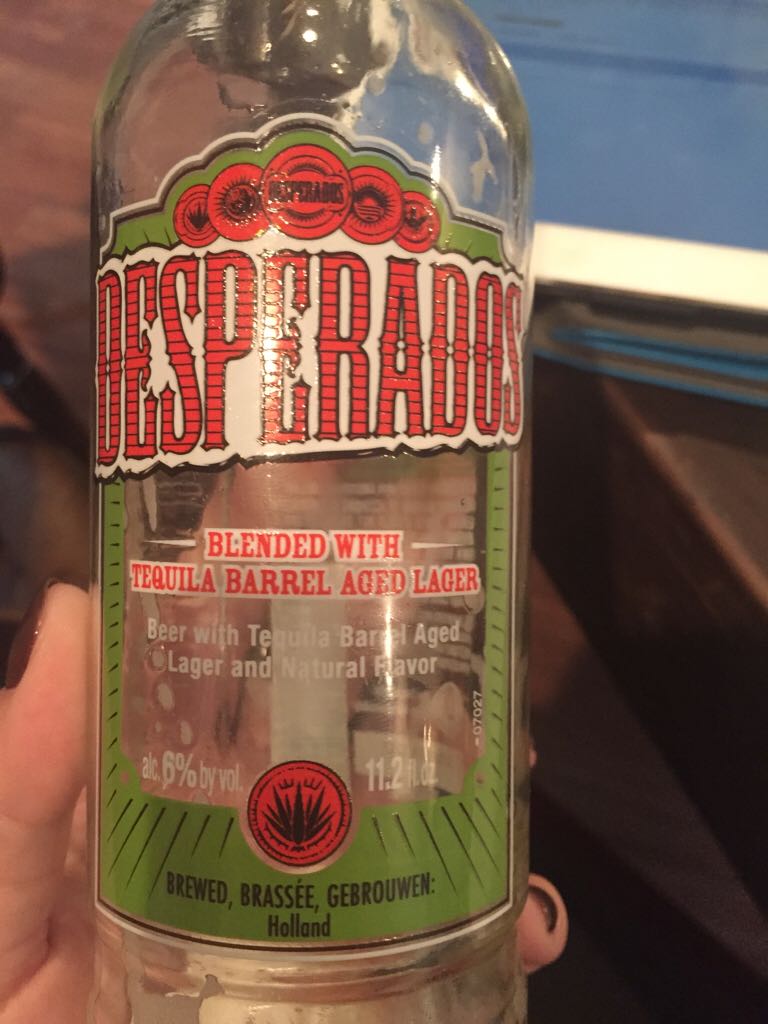 DESPERADOS
DESPERADOS
BLENDED WITH
TEQUILA BARREL AGED LAGER
Beer with Tequila Barrel Aged
Lager and Natural Flavor
-07027
alc. 6% by vol.
11.2 fl. oz.
BREWED, BRASSÉE, GEBROUWEN:
Holland